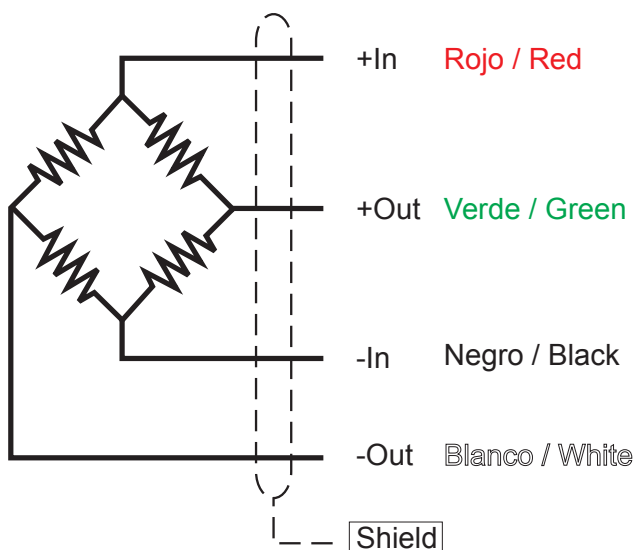 +In Rojo / Red
+Out Verde / Green
-In Negro / Black
-Out Blanco / White
Shield